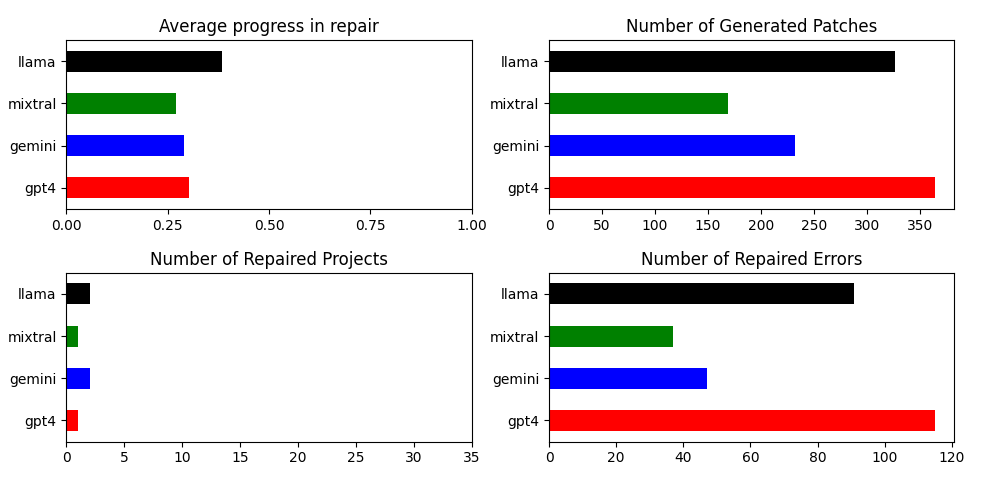 Average progress in repair
llama
mixtral
gemini
gpt4
0.00 0.25 0.50 0.75 1.00
Number of Generated Patches
llama
mixtral
gemini
gpt4
0 50 100 150 200 250 300 350
Number of Repaired Projects
llama
mixtral
gemini
gpt4
0 5 10 15 20 25 30 35
Number of Repaired Errors
llama
mixtral
gemini
gpt4
0 20 40 60 80 100 120